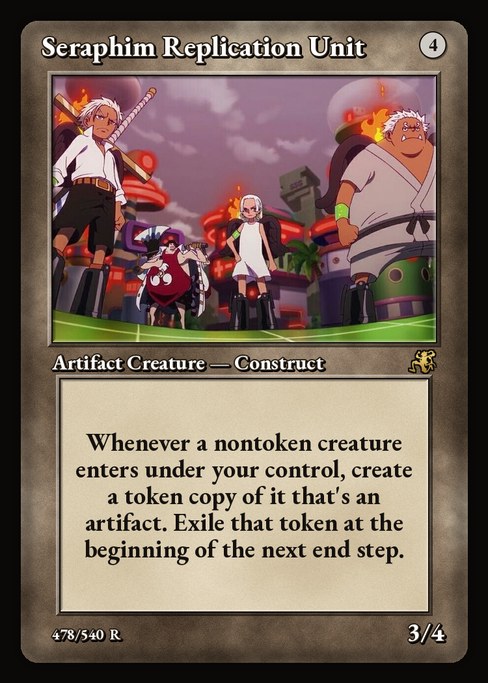 Seraphim Replication Unit 4
Artifact Creature — Construct
Whenever a nontoken creature
enters under your control, create
a token copy of it that's an
artifact. Exile that token at the
beginning of the next end step.
478/540 R 3/4